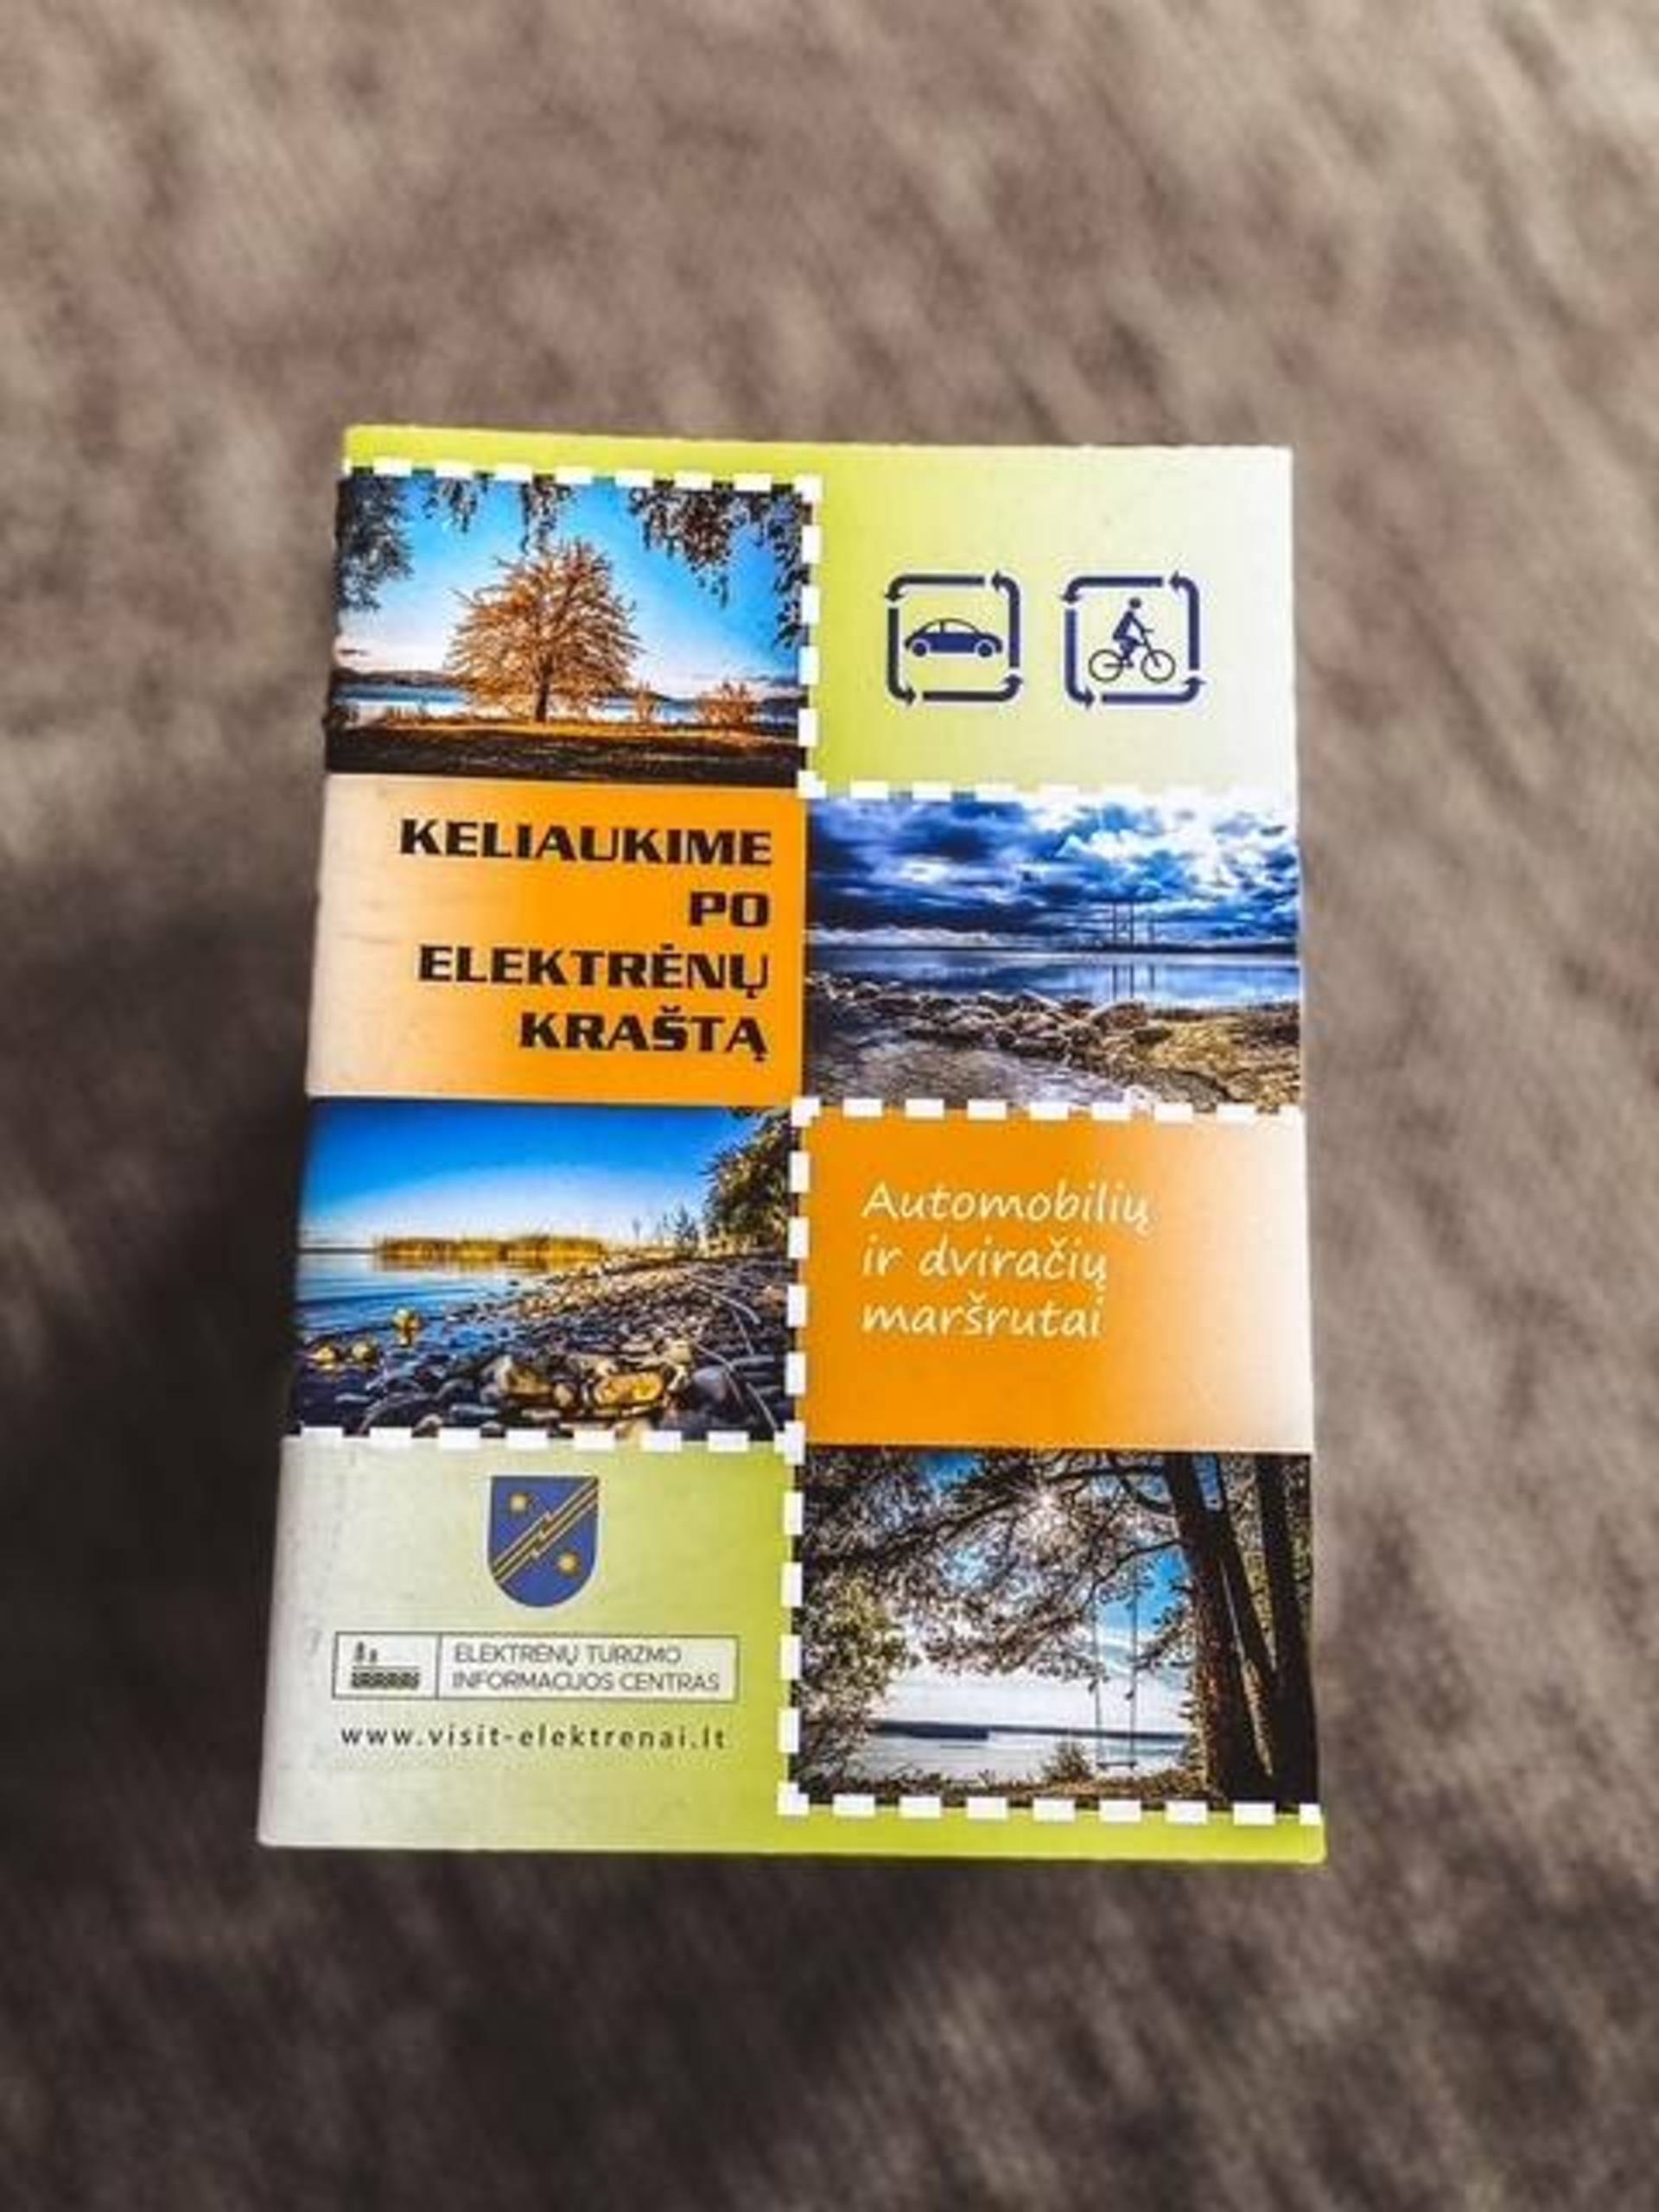 KELIAUKIME
PO
ELEKTRĖNŲ
KRAŠTĄ
Automobilių
ir dviračių
maršrutai
ELEKTRĖNŲ TURIZMO
INFORMACIJOS CENTRAS
www.visit-elektrenai.lt